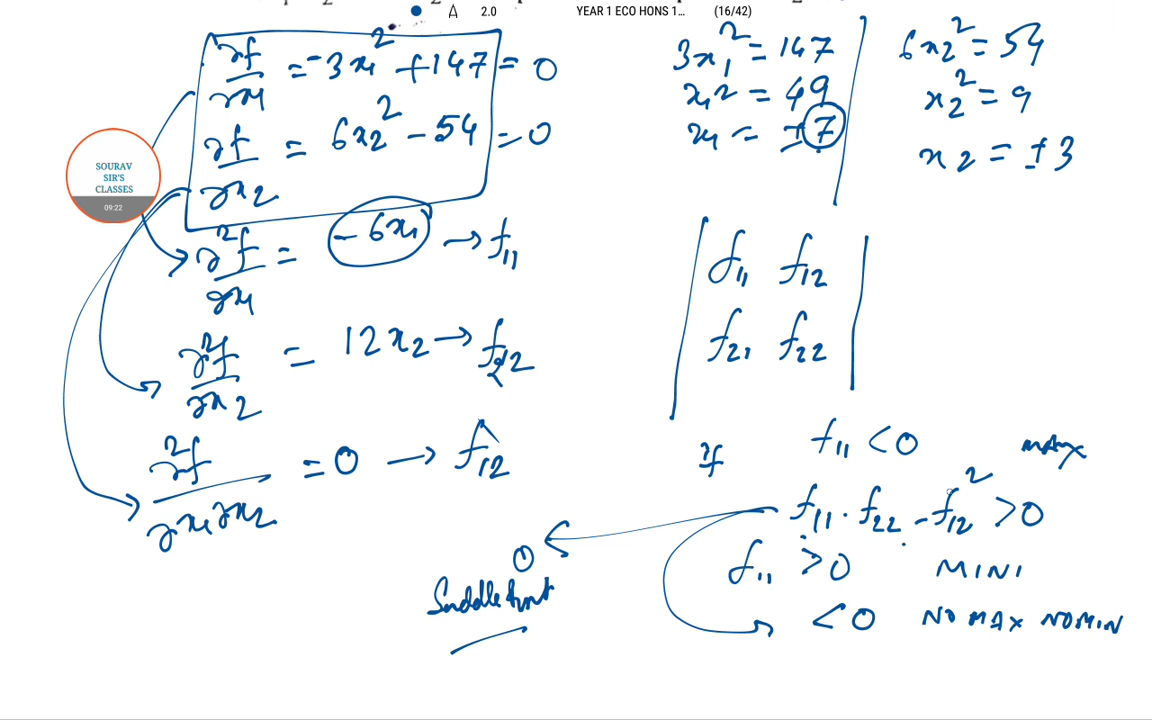 A 2.0 YEAR 1 ECO HONS 1... (16/42)
∂f/∂x1 = -3x1² + 147 = 0
∂f/∂x2 = 6x2² - 54 = 0
SOURAV
SIR'S
CLASSES
09:22
∂²f/∂x1 = -6x1 → f11
∂²f/∂x2 = 12x2 → f22
∂²f/∂x1∂x2 = 0 → f12
3x1² = 147
x1² = 49
x1 = ±7
6x2² = 54
x2² = 9
x2 = ±3
f11 f12
f21 f22
If f11 < 0 MAX
f11 . f22 - f12² > 0
f11 > 0 MINI
< 0 NO MAX NO MIN
0
Saddle point